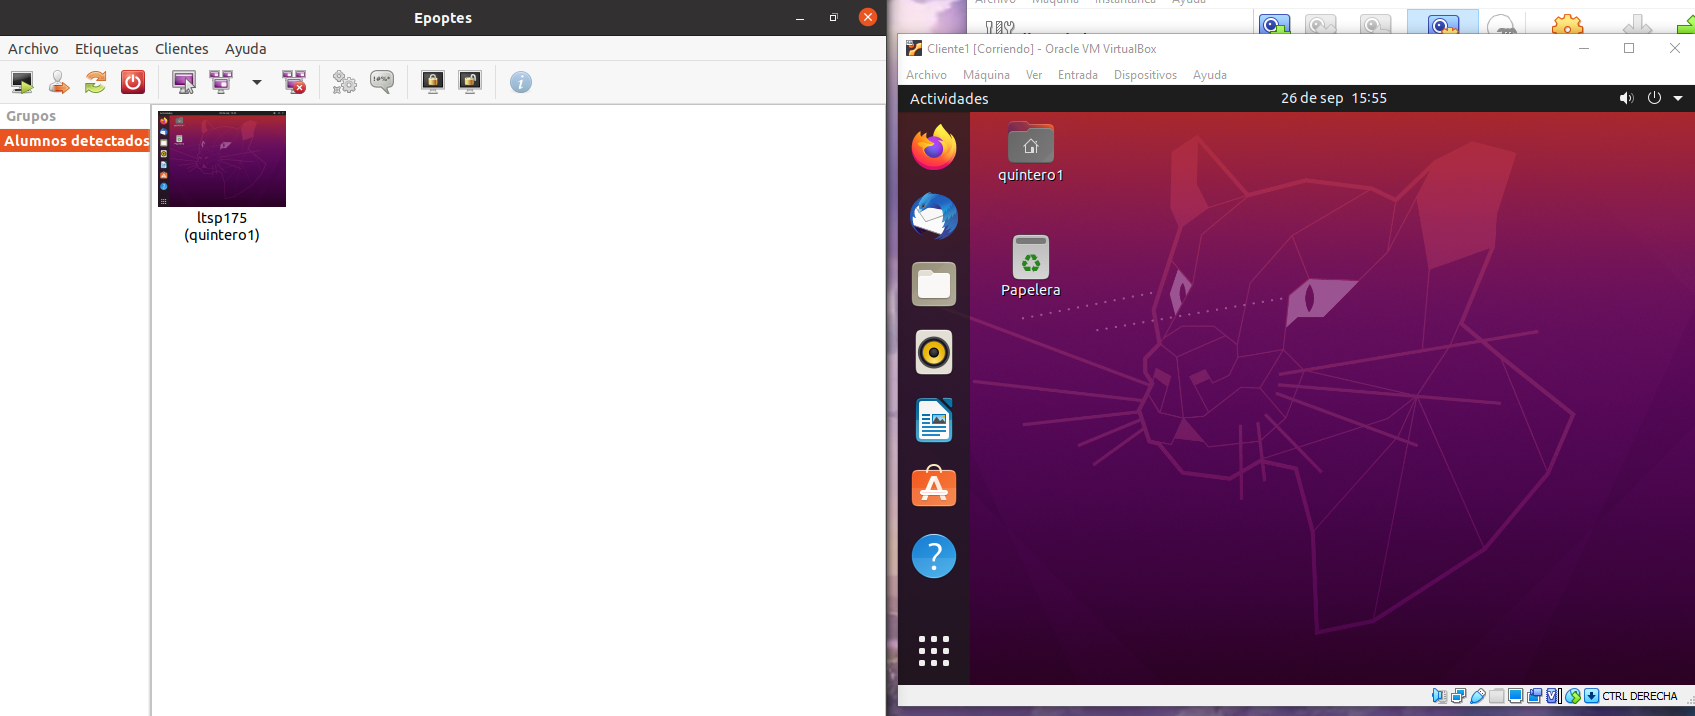 Epoptes
Archivo Etiquetas Clientes Ayuda
Grupos
Alumnos detectados
ltsp175
(quintero1)
Archivo Máquina Instantánea Ayuda
Cliente1 [Corriendo] - Oracle VM VirtualBox
Archivo Máquina Ver Entrada Dispositivos Ayuda
Actividades
26 de sep 15:55
quintero1
Papelera
CTRL DERECHA